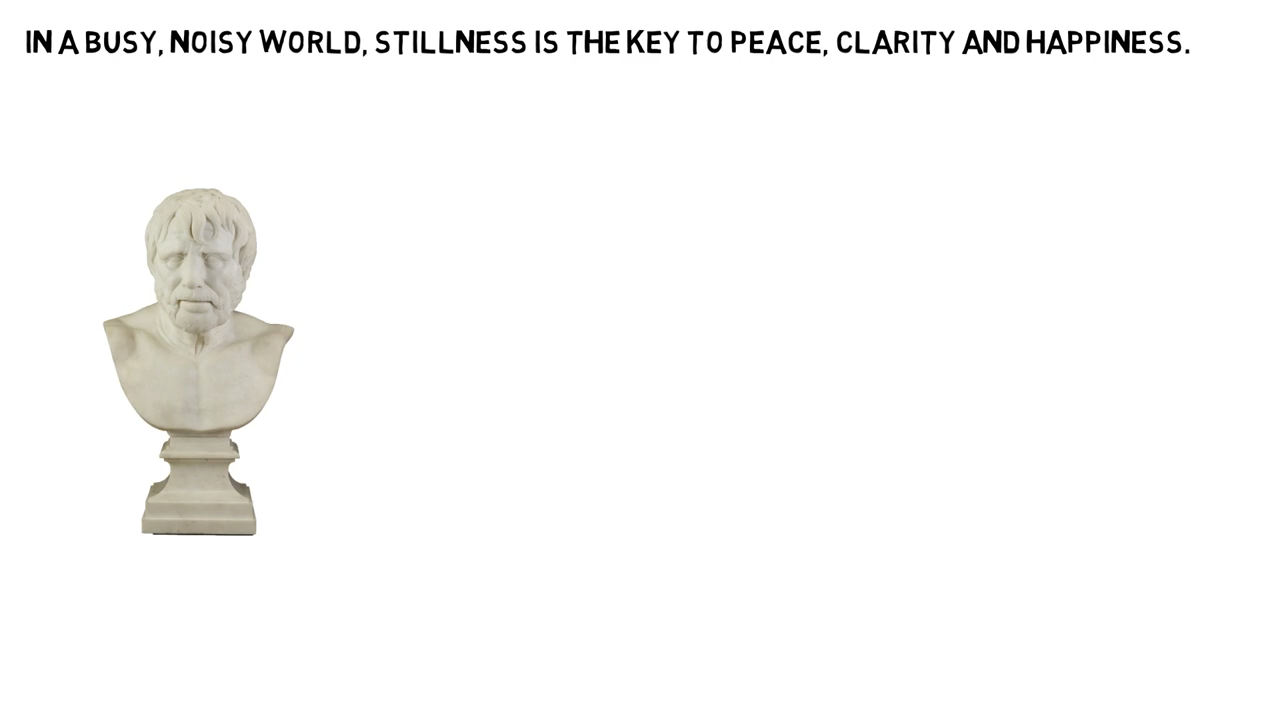 IN A BUSY, NOISY WORLD, STILLNESS IS THE KEY TO PEACE, CLARITY AND HAPPINESS.